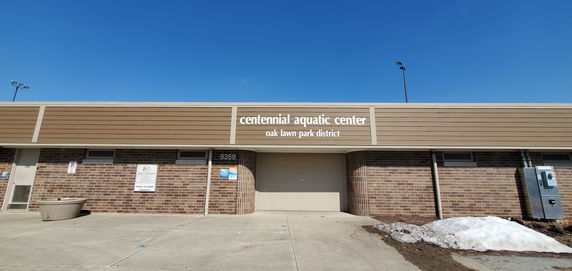 centennial aquatic center
oak lawn park district
9359